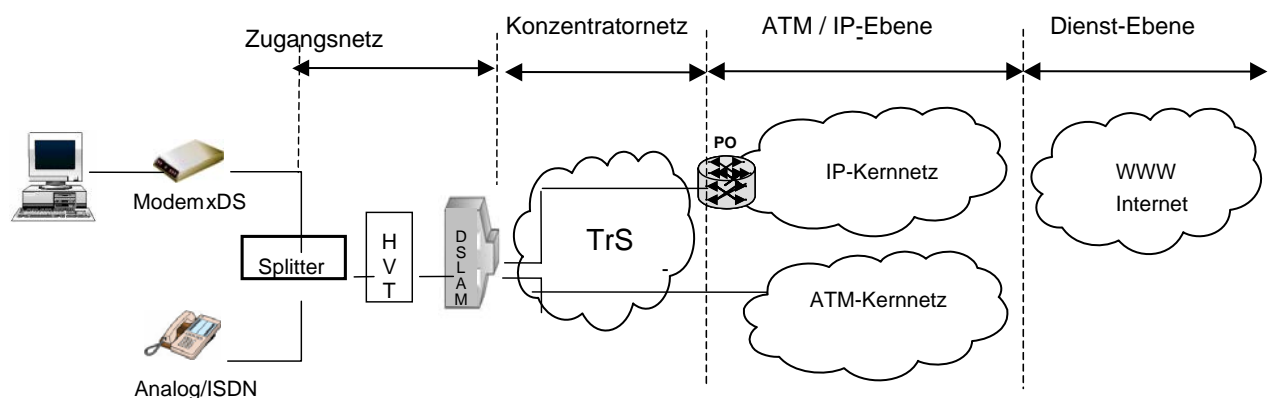 Zugangsnetz
Konzentratornetz
ATM / IP-Ebene
Dienst-Ebene
Modem xDS
Splitter
Analog/ISDN
H
V
T
D
S
L
A
M
TrS
-
PO
IP-Kernnetz
ATM-Kernnetz
WWW
Internet